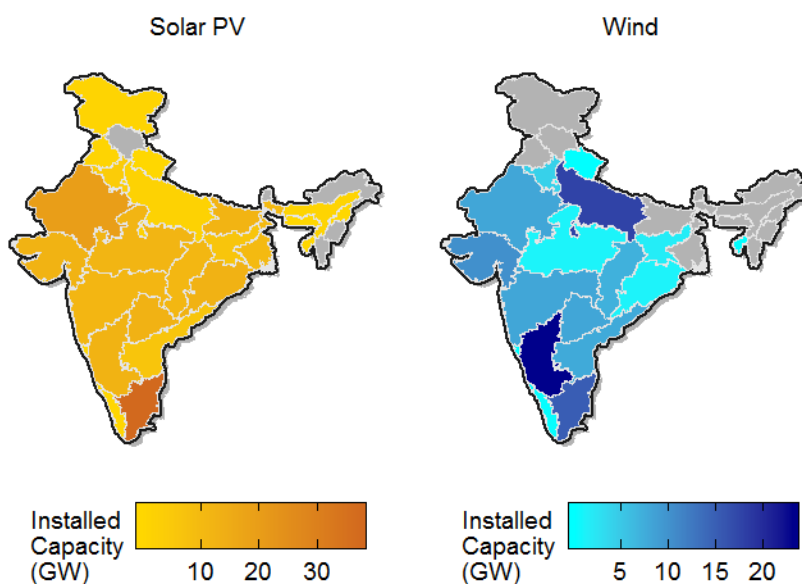 Solar PV
Wind
Installed
Capacity
(GW)
10 20 30
Installed
Capacity
(GW)
5 10 15 20